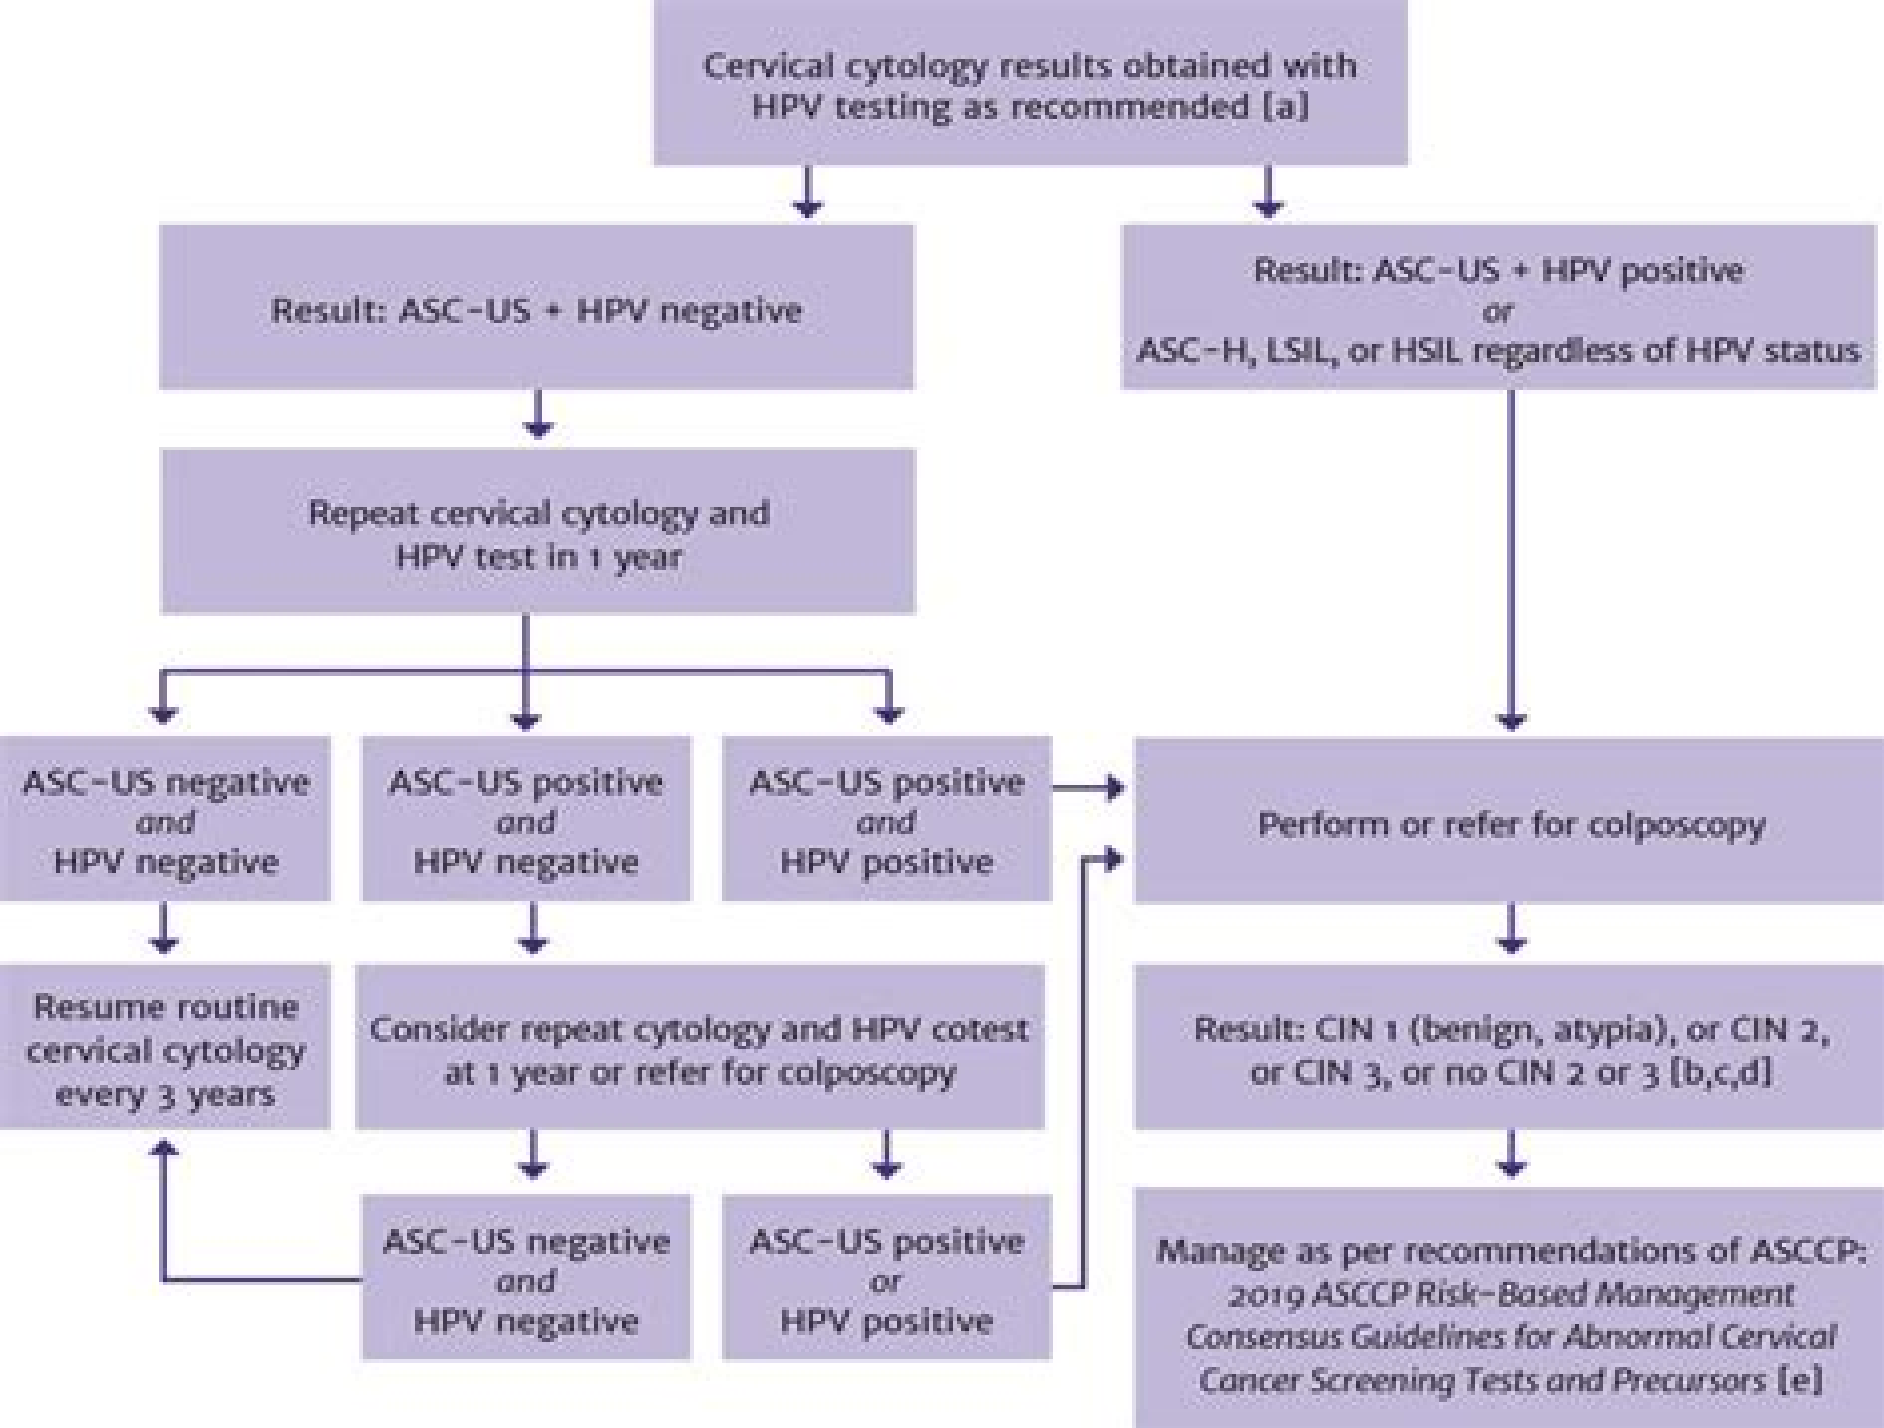 Cervical cytology results obtained with
HPV testing as recommended [a]
Result: ASC-US + HPV negative
Result: ASC-US + HPV positive
or
ASC-H, LSIL, or HSIL regardless of HPV status
Repeat cervical cytology and
HPV test in 1 year
ASC-US negative
and
HPV negative
ASC-US positive
and
HPV negative
ASC-US positive
and
HPV positive
Perform or refer for colposcopy
Resume routine
cervical cytology
every 3 years
Consider repeat cytology and HPV cotest
at 1 year or refer for colposcopy
Result: CIN 1 (benign, atypia), or CIN 2,
or CIN 3, or no CIN 2 or 3 [b,c,d]
ASC-US negative
and
HPV negative
ASC-US positive
or
HPV positive
Manage as per recommendations of ASCCP:
2019 ASCCP Risk-Based Management
Consensus Guidelines for Abnormal Cervical
Cancer Screening Tests and Precursors [e]